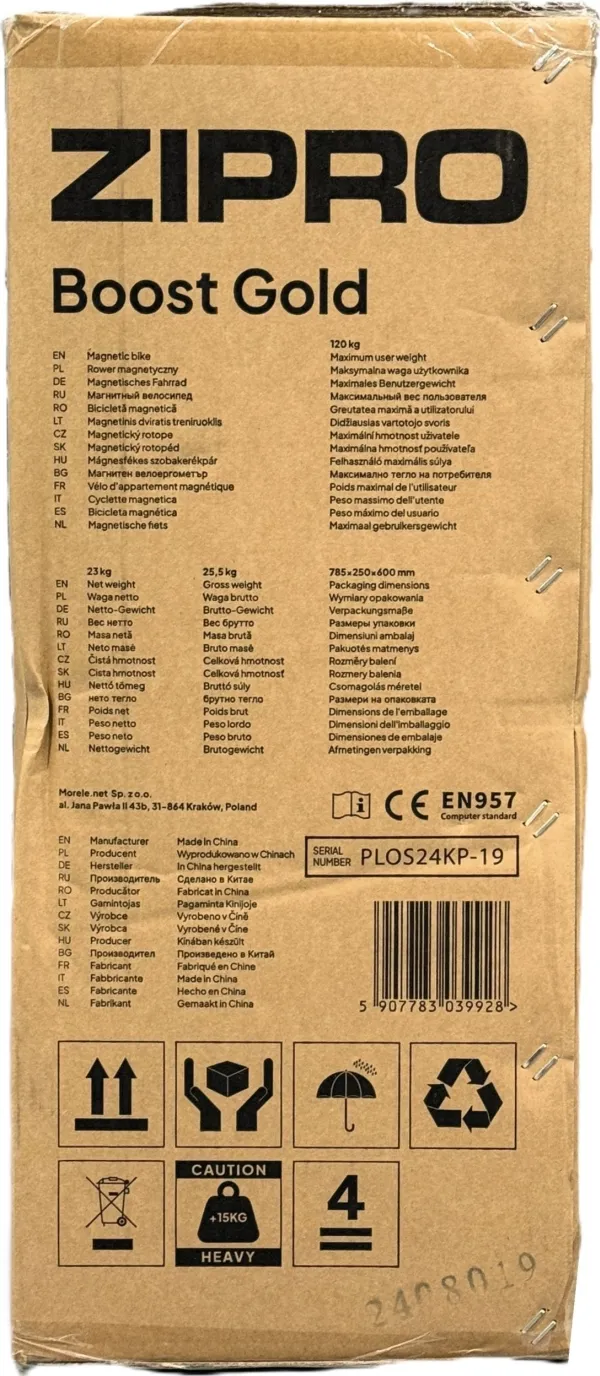 ZIPRO
Boost Gold
EN Magnetic bike
PL Rower magnetyczny
DE Magnetisches Fahrrad
RU Магнитный велосипед
RO Bicicletă magnetică
LT Magnetinis dviratis treniruoklis
CZ Magnetický rotope
SK Magnetický rotopéd
HU Mágnesfékes szobakerékpár
BG Магнитен велоергометър
FR Vélo d'appartement magnétique
IT Cyclette magnetica
ES Bicicleta magnética
NL Magnetische fiets
120 kg
Maximum user weight
Maksymalna waga użytkownika
Maximales Benutzergewicht
Максимальный вес пользователя
Greutatea maximă a utilizatorului
Didžiausias vartotojo svoris
Maximální hmotnost uživatele
Maximálna hmotnosť používateľa
Felhasználó maximális súlya
Максимално тегло на потребителя
Poids maximal de l'utilisateur
Peso massimo dell'utente
Peso máximo del usuario
Maximaal gebruikersgewicht
23 kg 25,5 kg 785×250×600 mm
EN Net weight Gross weight Packaging dimensions
PL Waga netto Waga brutto Wymiary opakowania
DE Netto-Gewicht Brutto-Gewicht Verpackungsmaße
RU Вес нетто Вес брутто Размеры упаковки
RO Masa netă Masa brută Dimensiuni ambalaj
LT Neto masė Bruto masė Pakuotės matmenys
CZ Čistá hmotnost Celková hmotnost Rozměry balení
SK Cista hmotnost Celková hmotnosť Rozmery balenia
HU Nettó tömeg Bruttó súly Csomagolás méretei
BG нето тегло брутно тегло Размери на опаковката
FR Poids net Poids brut Dimensions de l'emballage
IT Peso netto Peso lordo Dimensioni dell'imballaggio
ES Peso neto Peso bruto Dimensiones de embalaje
NL Nettogewicht Brutogewicht Afmetingen verpakking
Morele.net Sp. z o.o.
al. Jana Pawła II 43b, 31-864 Kraków, Poland
CE EN957
Computer standard
SERIAL NUMBER PLOS24KP-19
EN Manufacturer Made in China
PL Producent Wyprodukowano w Chinach
DE Hersteller In China hergestellt
RU Производитель Сделано в Китае
RO Producător Fabricat in China
LT Gamintojas Pagaminta Kinijoje
CZ Výrobce Vyrobeno v Číně
SK Výrobca Vyrobené v Číne
HU Producer Kínában készült
BG Производител Произведено в Китай
FR Fabricant Fabriqué en Chine
IT Fabbricante Made in China
ES Fabricante Hecho en China
NL Fabrikant Gemaakt in China
5 907783 039928 >
CAUTION
+15KG
HEAVY
4
2408019